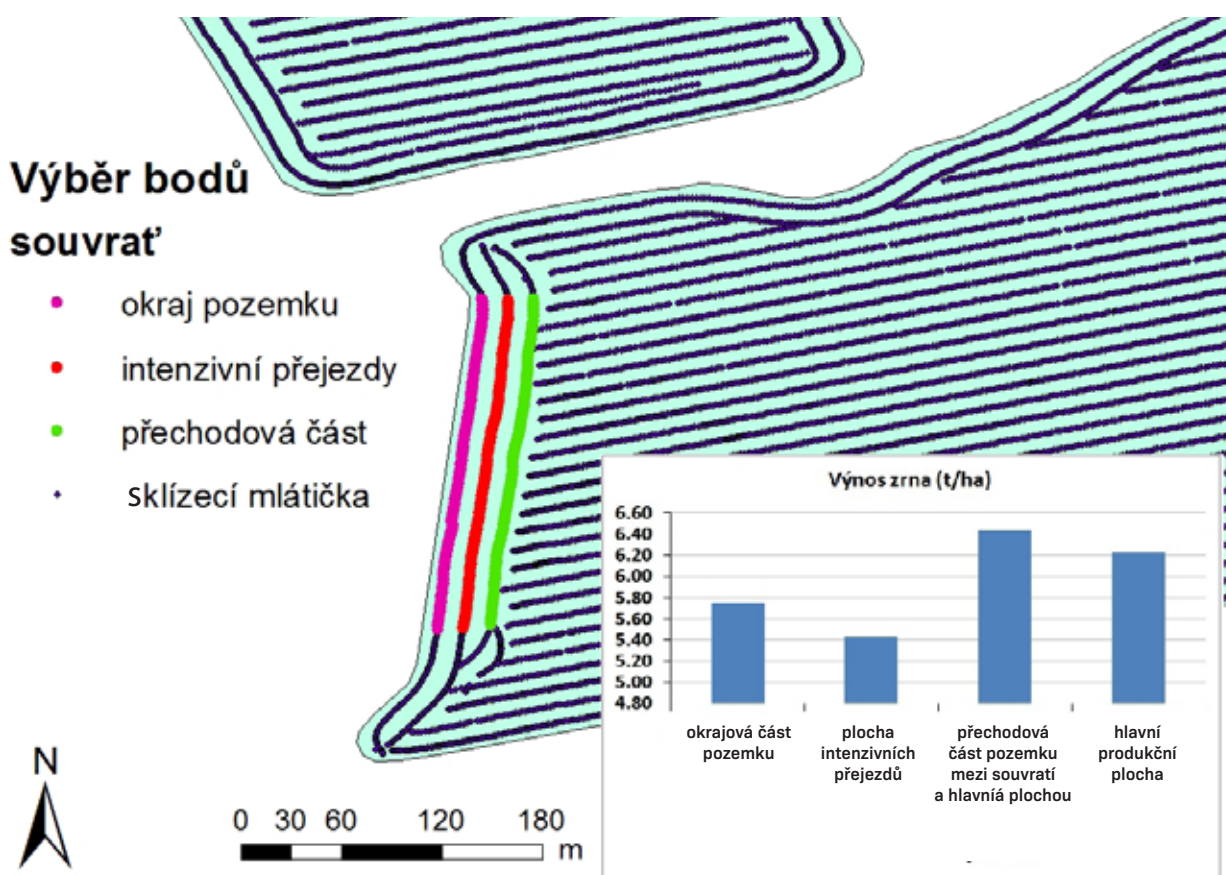 Výběr bodů
souvrať
okraj pozemku
intenzivní přejezdy
přechodová část
Sklízecí mlátička
N
0 30 60 120 180
m
Výnos zrna (t/ha)
6.60
6.40
6.20
6.00
5.80
5.60
5.40
5.20
5.00
4.80
okrajová část
pozemku
plocha
intenzivních
přejezdů
přechodová
část pozemku
mezi souvratí
a hlavníá plochou
hlavní
produkční
plocha